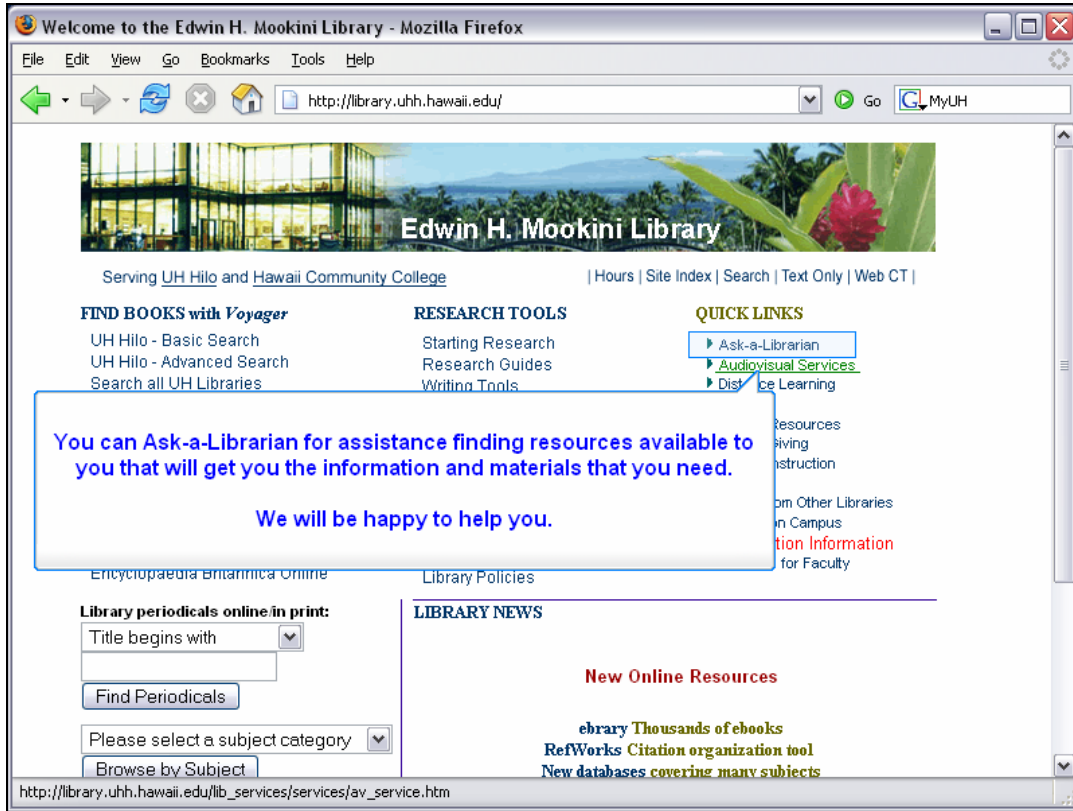 Welcome to the Edwin H. Mookini Library - Mozilla Firefox
File Edit View Go Bookmarks Tools Help
http://library.uhh.hawaii.edu/ Go G MyUH
Edwin H. Mookini Library
Serving UH Hilo and Hawaii Community College | Hours | Site Index | Search | Text Only | Web CT |
FIND BOOKS with Voyager RESEARCH TOOLS QUICK LINKS
UH Hilo - Basic Search Starting Research Ask-a-Librarian
UH Hilo - Advanced Search Research Guides Audiovisual Services
Search all UH Libraries Writing Tools Distance Learning
You can Ask-a-Librarian for assistance finding resources available to
you that will get you the information and materials that you need.
We will be happy to help you.
Resources
om Other Libraries
Campus
Information
for Faculty
Encyclopaedia Britannica Online Library Policies
Library periodicals online/in print: LIBRARY NEWS
Title begins with
New Online Resources
Find Periodicals
ebrary Thousands of ebooks
Please select a subject category
RefWorks Citation organization tool
Browse by Subject New databases covering many subjects
http://library.uhh.hawaii.edu/lib_services/services/av_service.htm